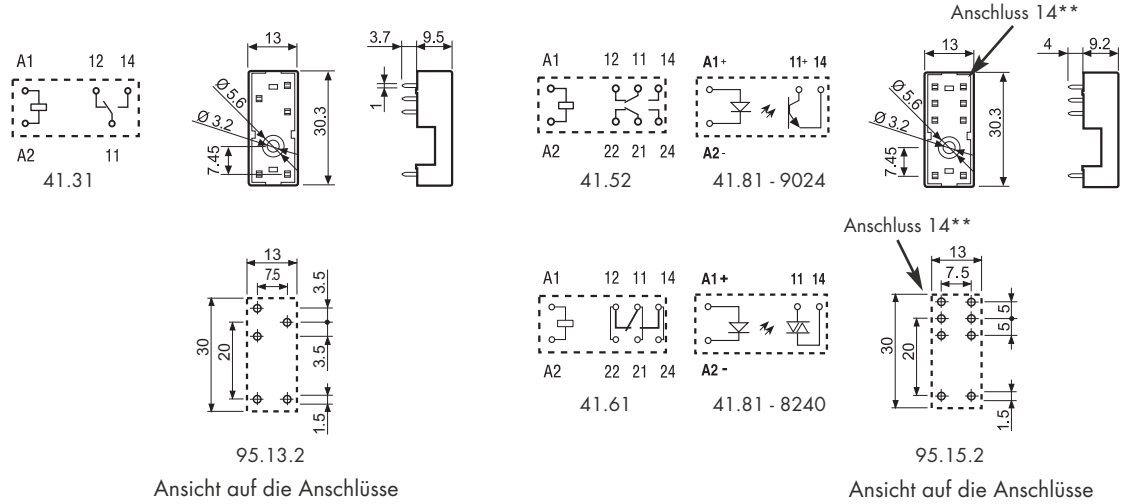 Anschluss 14**
13
3.7
9.5
A1
12 14
Ø 5.6
Ø 3.2
7.45
30.3
1
A2
11
41.31
A1
12 11 14
A2
22 21 24
41.52
A1+
11+ 14
A2-
41.81 - 9024
13
4
9.2
Ø 5.6
Ø 3.2
7.45
30.3
13
7.5
3.5
3.5
30
20
1.5
95.13.2
Ansicht auf die Anschlüsse
A1
12 11 14
A2
22 21 24
41.61
A1+
11 14
A2-
41.81 - 8240
Anschluss 14**
13
7.5
5
5
30
20
1.5
95.15.2
Ansicht auf die Anschlüsse